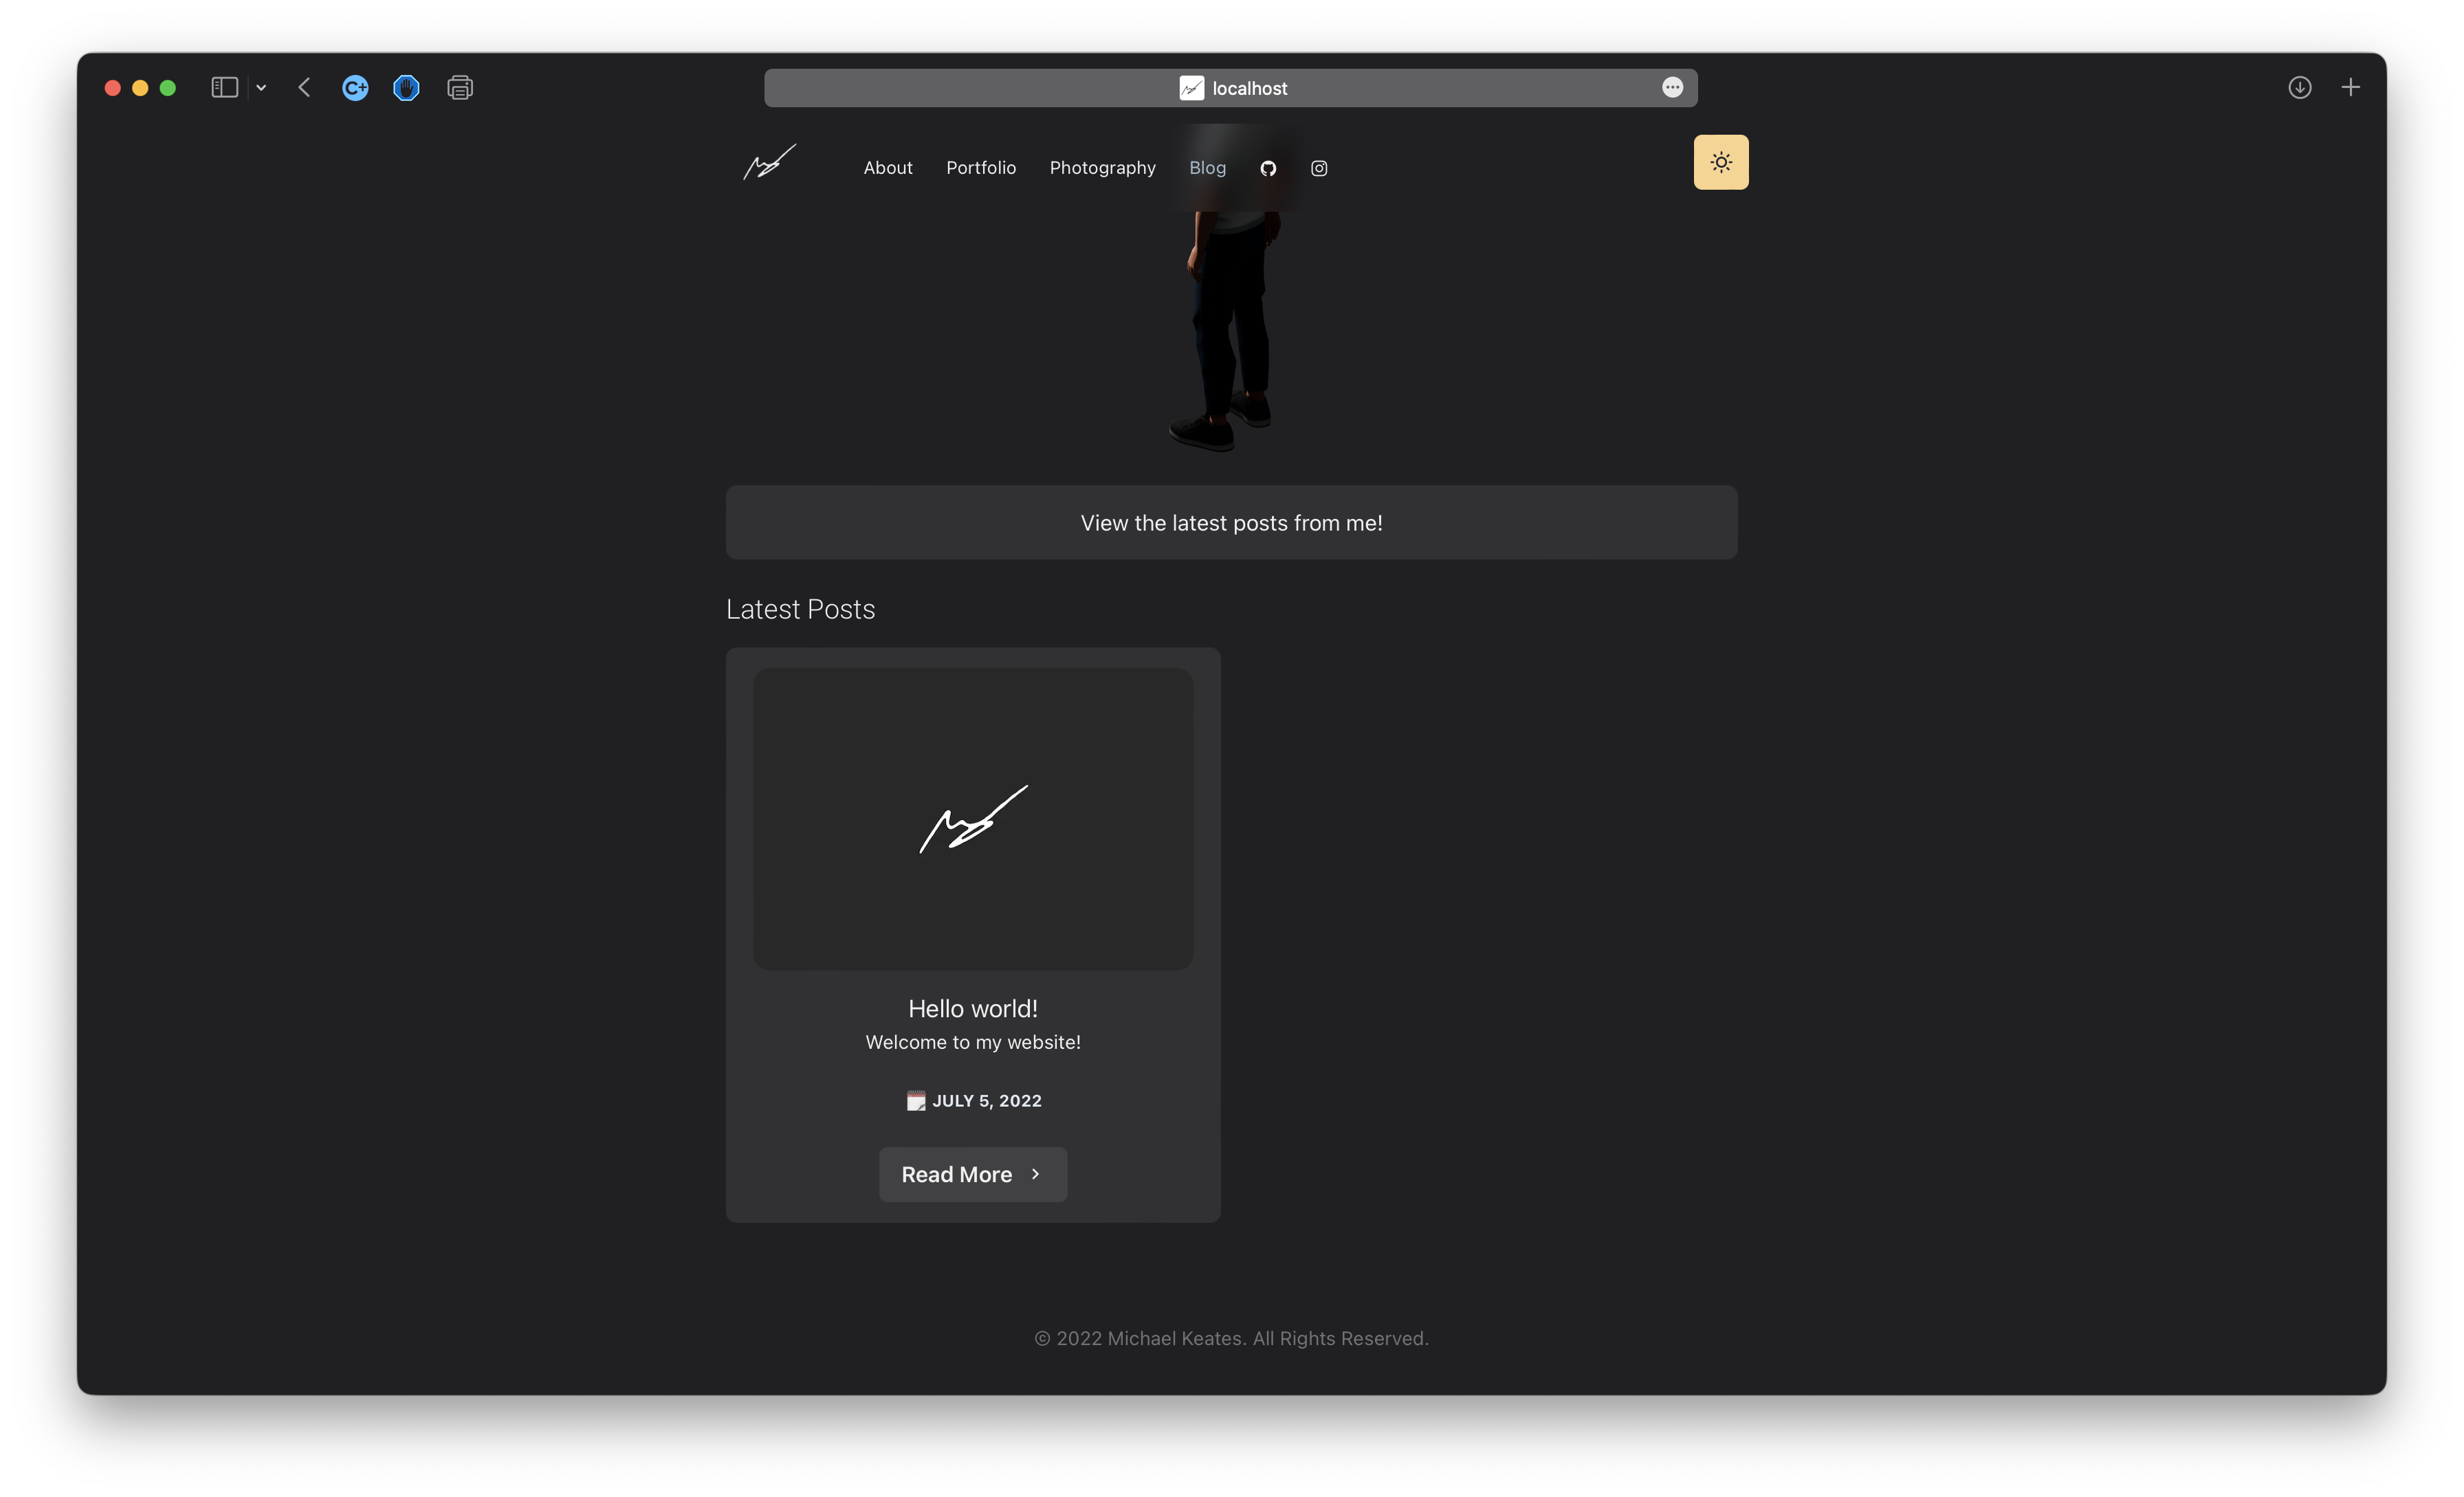 localhost
About Portfolio Photography Blog
View the latest posts from me!
Latest Posts
Hello world!
Welcome to my website!
JULY 5, 2022
Read More
© 2022 Michael Keates. All Rights Reserved.